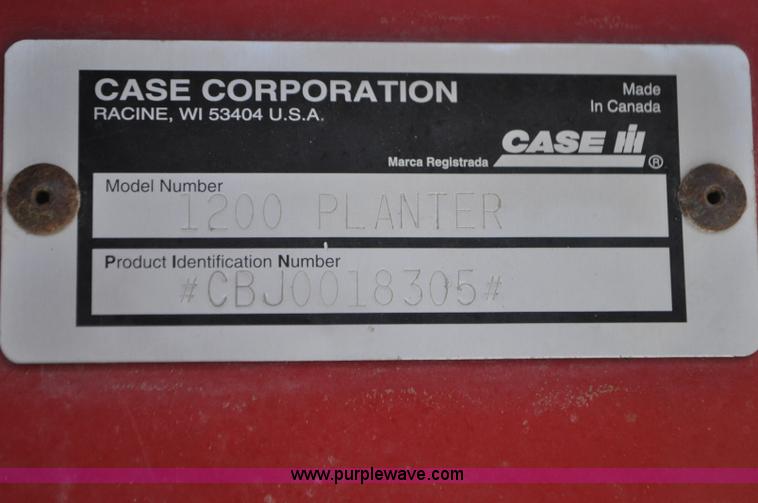 CASE CORPORATION
RACINE, WI 53404 U.S.A.
Made
In Canada
Marca Registrada CASE IH ®
Model Number
1200 PLANTER
Product Identification Number
#CBJ0018305#
www.purplewave.com